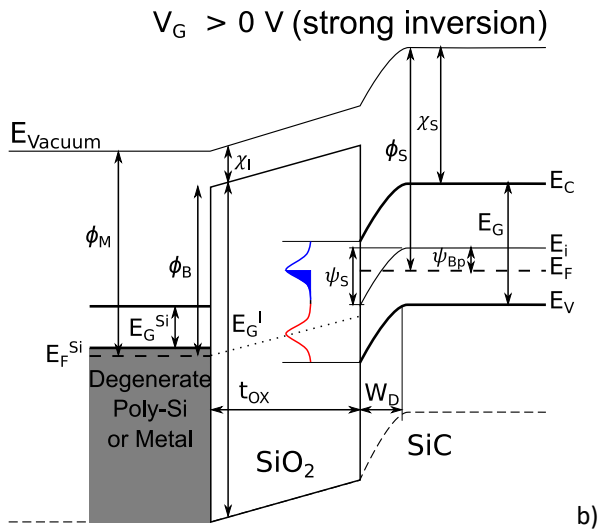 V_G > 0 V (strong inversion)
E_Vacuum
χ_I
χ_S
ϕ_S
ϕ_M
ϕ_B
E_C
E_G
E_i
ψ_S
ψ_Bp
E_F
E_V
E_G^Si
E_G^I
E_F^Si
Degenerate
Poly-Si
or Metal
t_OX
W_D
SiO₂
SiC
b)